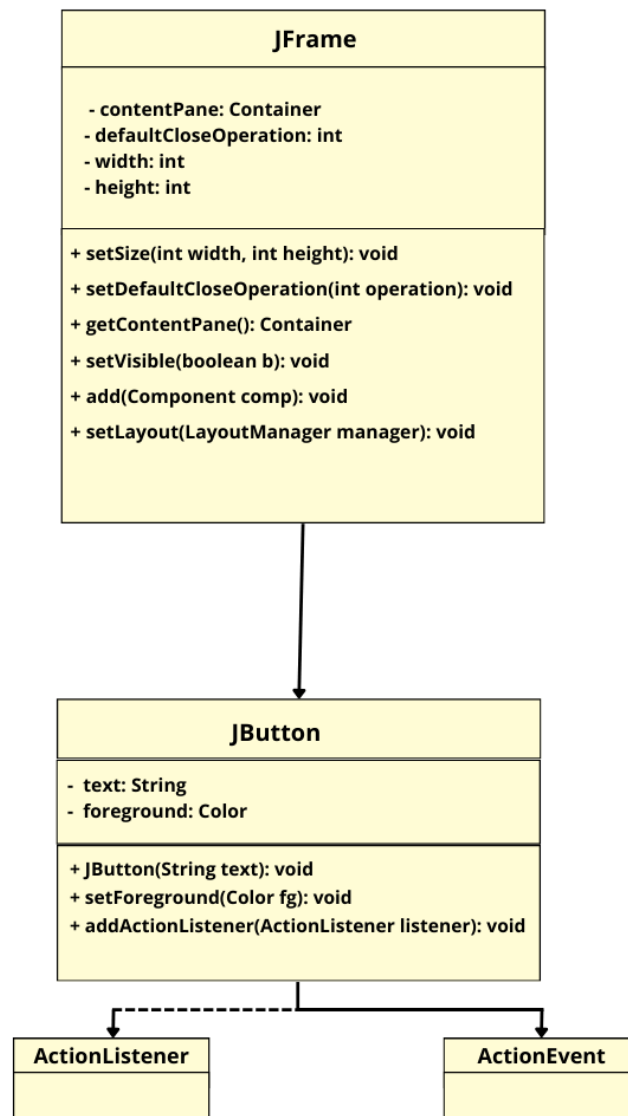 JFrame
- contentPane: Container
- defaultCloseOperation: int
- width: int
- height: int
+ setSize(int width, int height): void
+ setDefaultCloseOperation(int operation): void
+ getContentPane(): Container
+ setVisible(boolean b): void
+ add(Component comp): void
+ setLayout(LayoutManager manager): void
JButton
- text: String
- foreground: Color
+ JButton(String text): void
+ setForeground(Color fg): void
+ addActionListener(ActionListener listener): void
ActionListener
ActionEvent